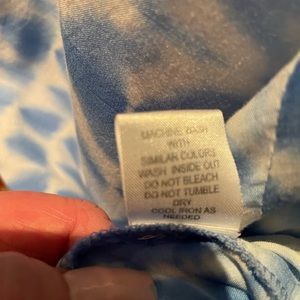 MACHINE WASH
WITH
SIMILAR COLORS
WASH INSIDE OUT
DO NOT BLEACH
DO NOT TUMBLE
DRY
COOL IRON AS
NEEDED